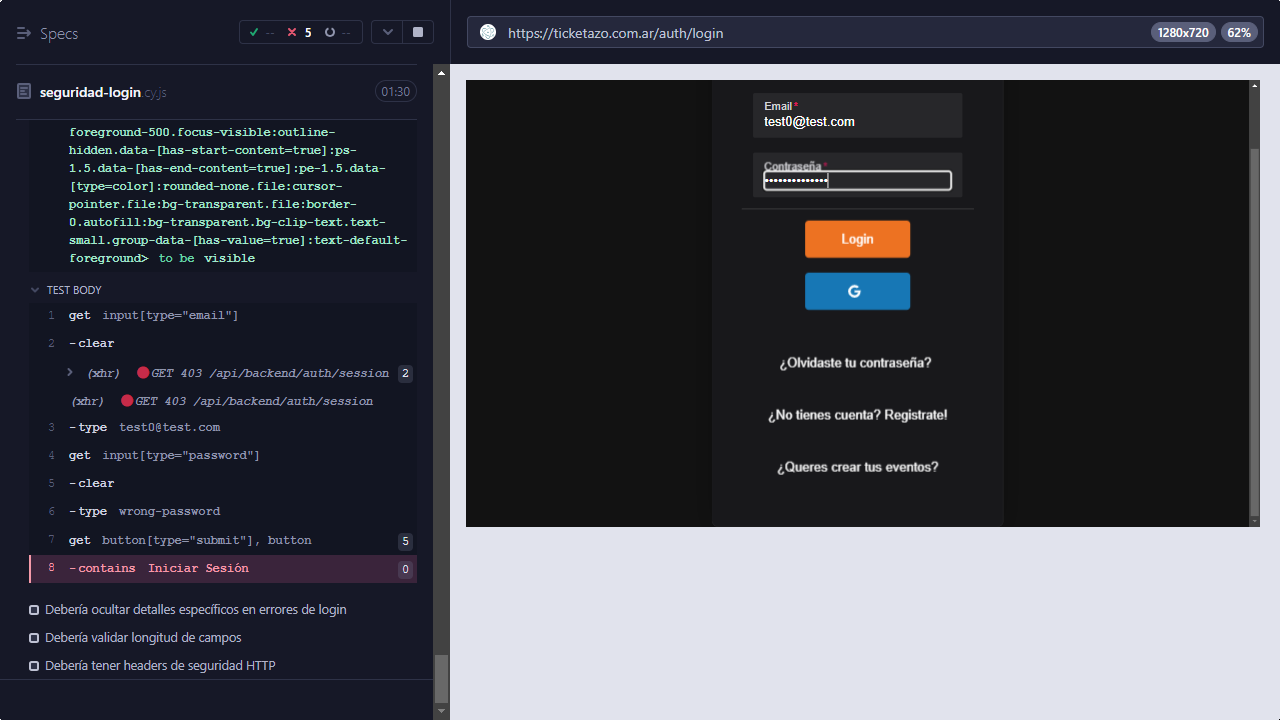 Specs
--
5
--
https://ticketazo.com.ar/auth/login
1280x720
62%
seguridad-login.cy.js
01:30
foreground-500.focus-visible:outline-
hidden.data-[has-start-content=true]:ps-
1.5.data-[has-end-content=true]:pe-1.5.data-
[type=color]:rounded-none.file:cursor-
pointer.file:bg-transparent.file:border-
0.autofill:bg-transparent.bg-clip-text.text-
small.group-data-[has-value=true]:text-default-
foreground> to be visible
TEST BODY
1 get input[type="email"]
2 -clear
(xhr) GET 403 /api/backend/auth/session 2
(xhr) GET 403 /api/backend/auth/session
3 -type test0@test.com
4 get input[type="password"]
5 -clear
6 -type wrong-password
7 get button[type="submit"], button 5
8 -contains Iniciar Sesión 0
Debería ocultar detalles específicos en errores de login
Debería validar longitud de campos
Debería tener headers de seguridad HTTP
Email*
test0@test.com
Contraseña*
••••••••••••••
Login
G
¿Olvidaste tu contraseña?
¿No tienes cuenta? Registrate!
¿Queres crear tus eventos?